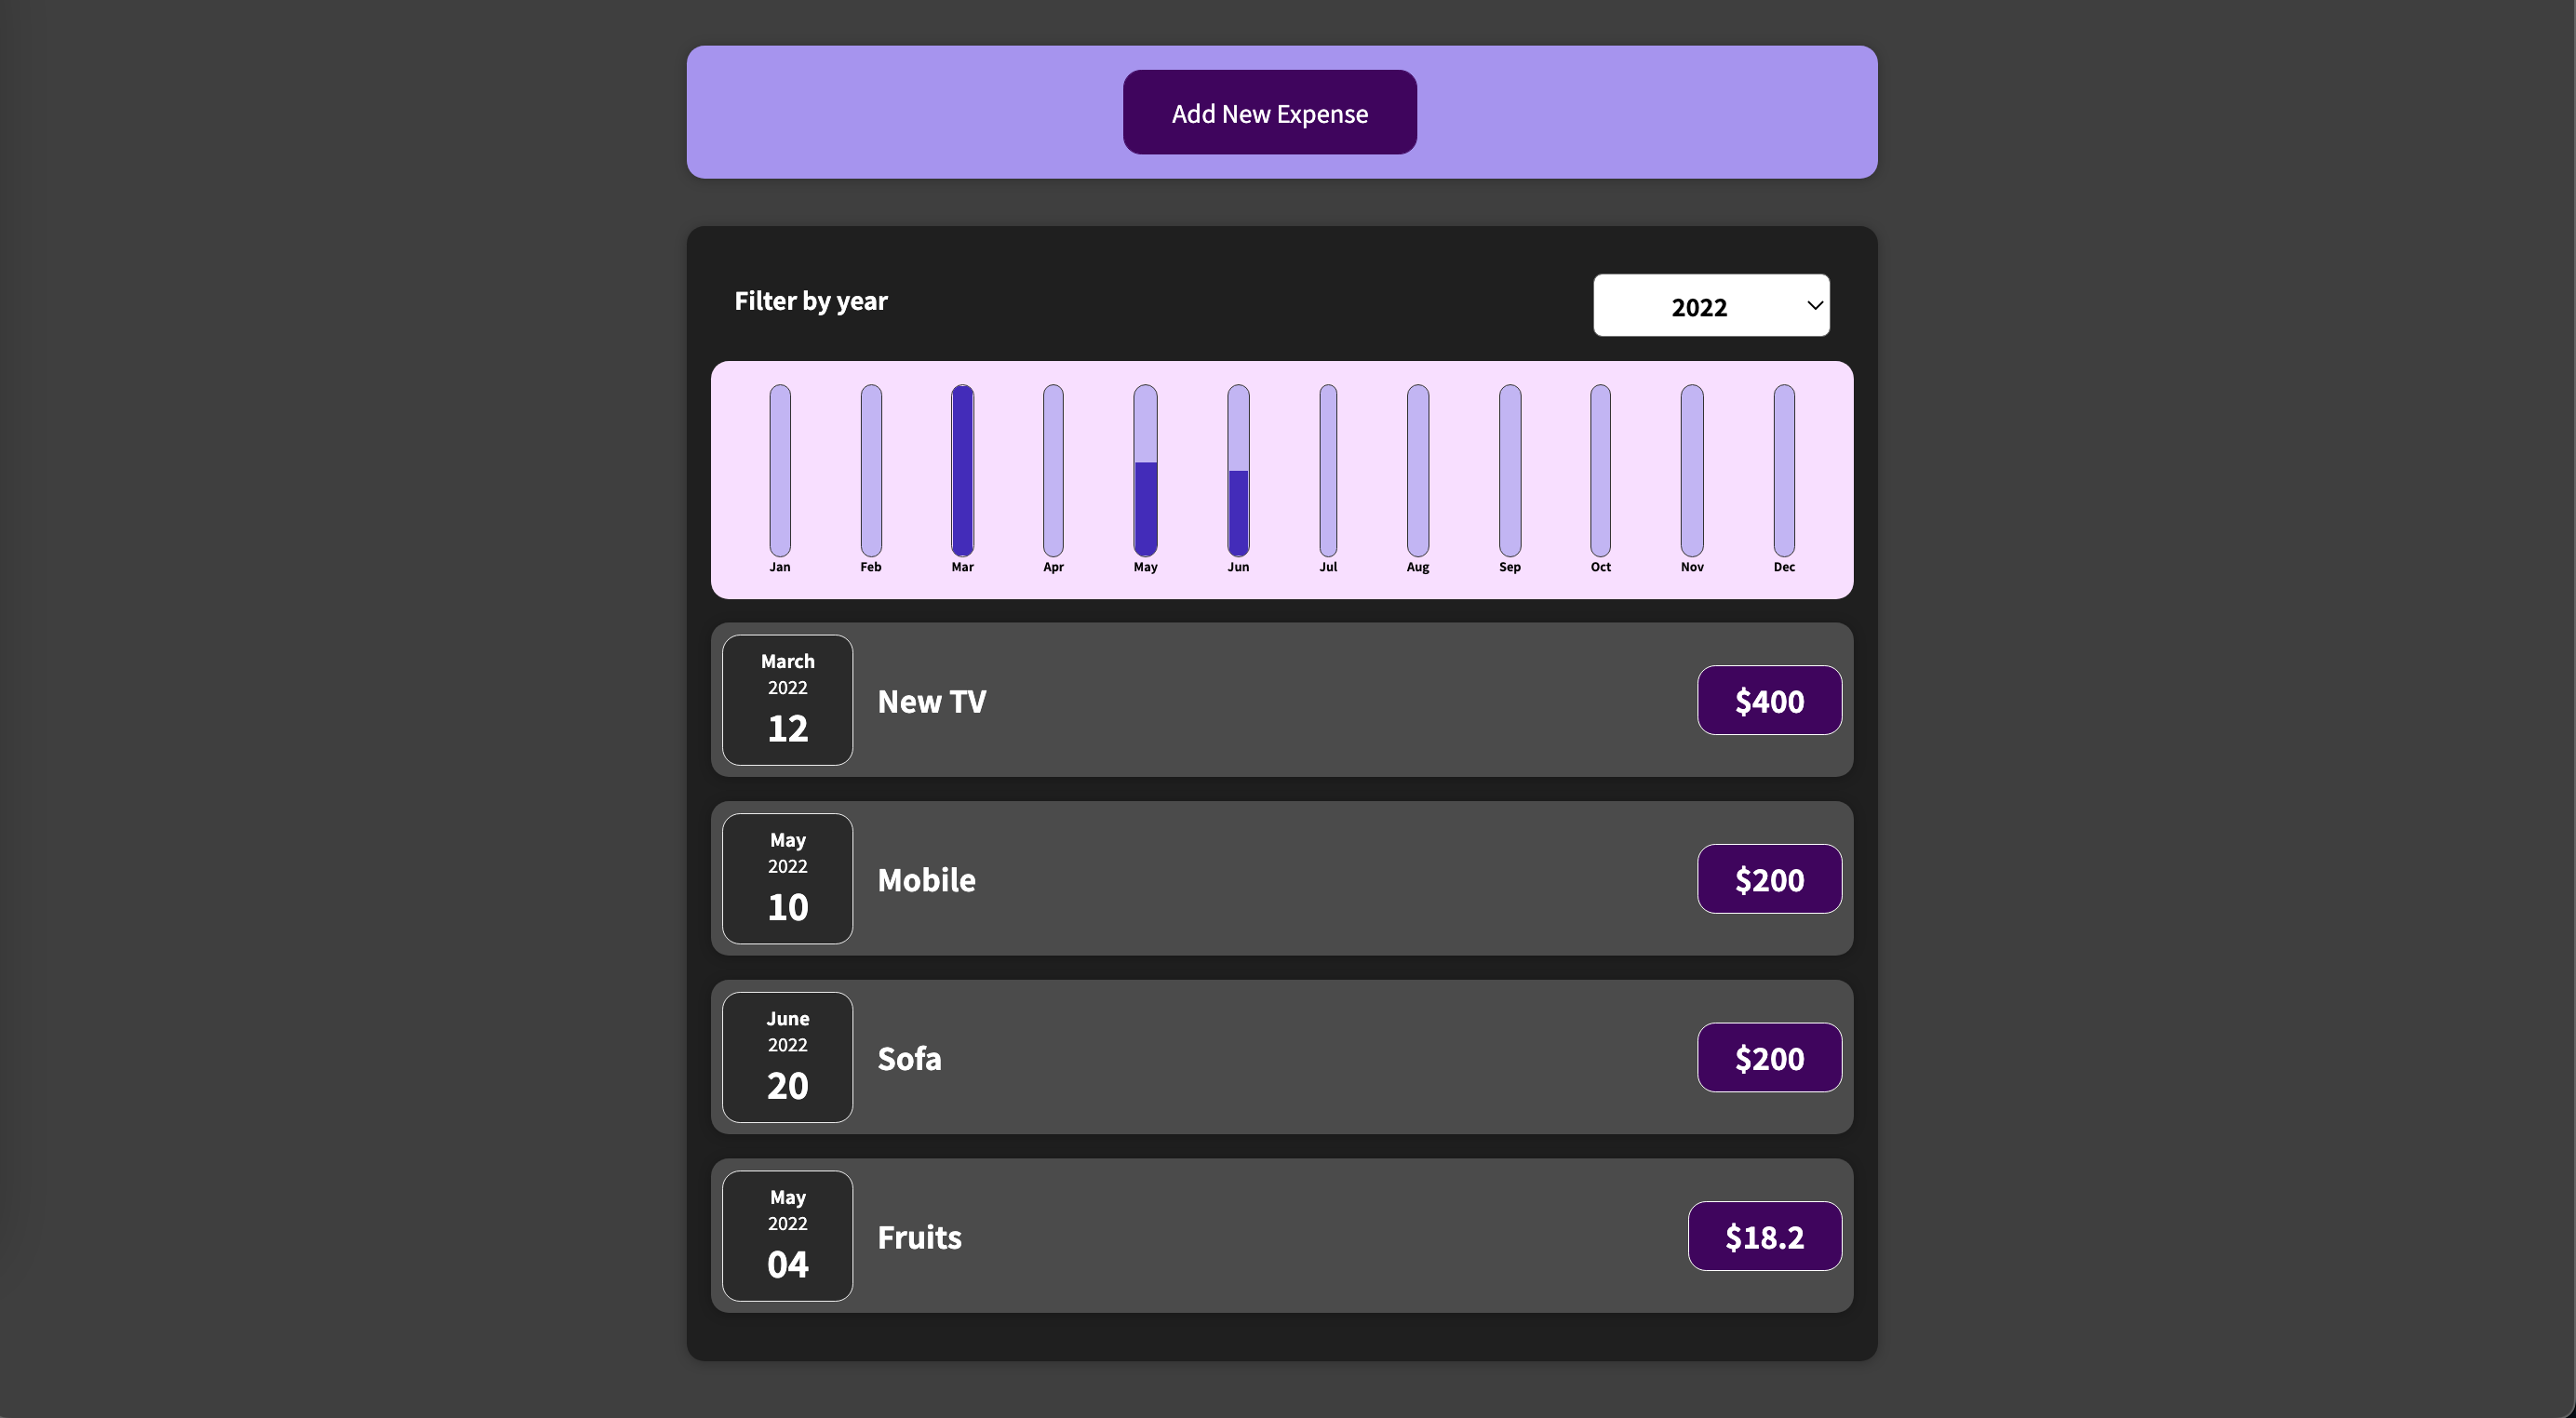 Add New Expense
Filter by year
2022
Jan Feb Mar Apr May Jun Jul Aug Sep Oct Nov Dec
March
2022
12
New TV
$400
May
2022
10
Mobile
$200
June
2022
20
Sofa
$200
May
2022
04
Fruits
$18.2